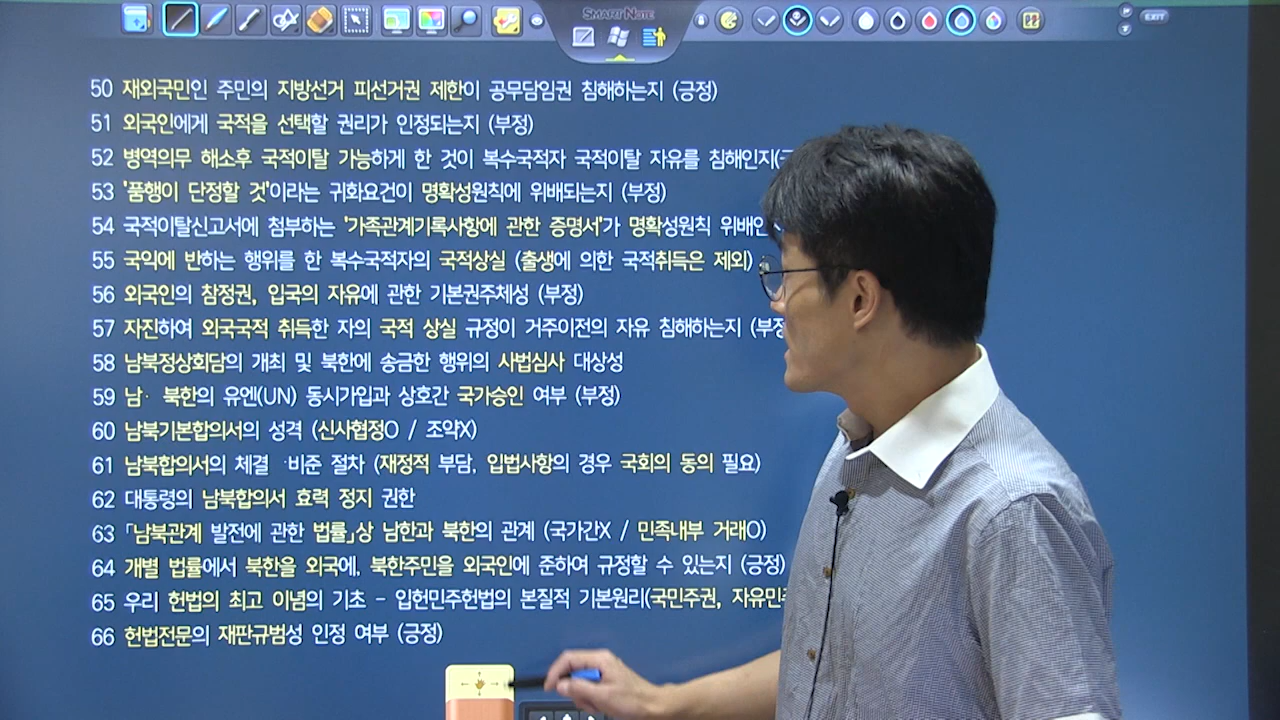 SMARTNOTE
EXIT
50 재외국민인 주민의 지방선거 피선거권 제한이 공무담임권 침해하는지 (긍정)
51 외국인에게 국적을 선택할 권리가 인정되는지 (부정)
52 병역의무 해소후 국적이탈 가능하게 한 것이 복수국적자 국적이탈 자유를 침해인지(
53 '품행이 단정할 것'이라는 귀화요건이 명확성원칙에 위배되는지 (부정)
54 국적이탈신고서에 첨부하는 '가족관계기록사항에 관한 증명서'가 명확성원칙
55 국익에 반하는 행위를 한 복수국적자의 국적상실 (출생에 의한 국적취득은 제외)
56 외국인의 참정권, 입국의 자유에 관한 기본권주체성 (부정)
57 자진하여 외국국적 취득한 자의 국적 상실 규정이 거주이전의 자유 침해하는지 (부정
58 남북정상회담의 개최 및 북한에 송금한 행위의 사법심사 대상성
59 남· 북한의 유엔(UN) 동시가입과 상호간 국가승인 여부 (부정)
60 남북기본합의서의 성격 (신사협정O / 조약X)
61 남북합의서의 체결 ·비준 절차 (재정적 부담, 입법사항의 경우 국회의 동의 필요)
62 대통령의 남북합의서 효력 정지 권한
63 「남북관계 발전에 관한 법률」상 남한과 북한의 관계 (국가간X / 민족내부 거래O)
64 개별 법률에서 북한을 외국에, 북한주민을 외국인에 준하여 규정할 수 있는지 (긍정)
65 우리 헌법의 최고 이념의 기초 - 입헌민주헌법의 본질적 기본원리(국민주권, 자유민
66 헌법전문의 재판규범성 인정 여부 (긍정)